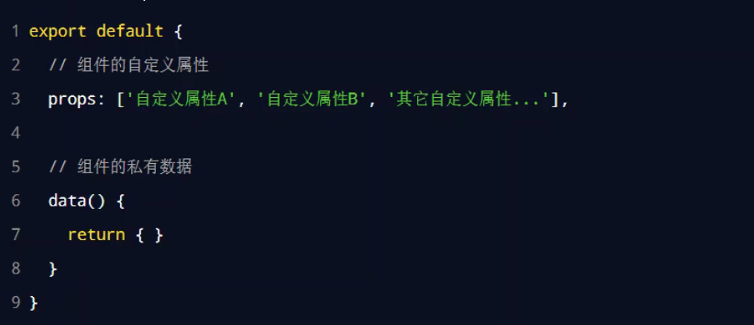 1 export default {
2 // 组件的自定义属性
3 props: ['自定义属性A', '自定义属性B', '其它自定义属性...'],
4
5 // 组件的私有数据
6 data() {
7 return { }
8 }
9 }